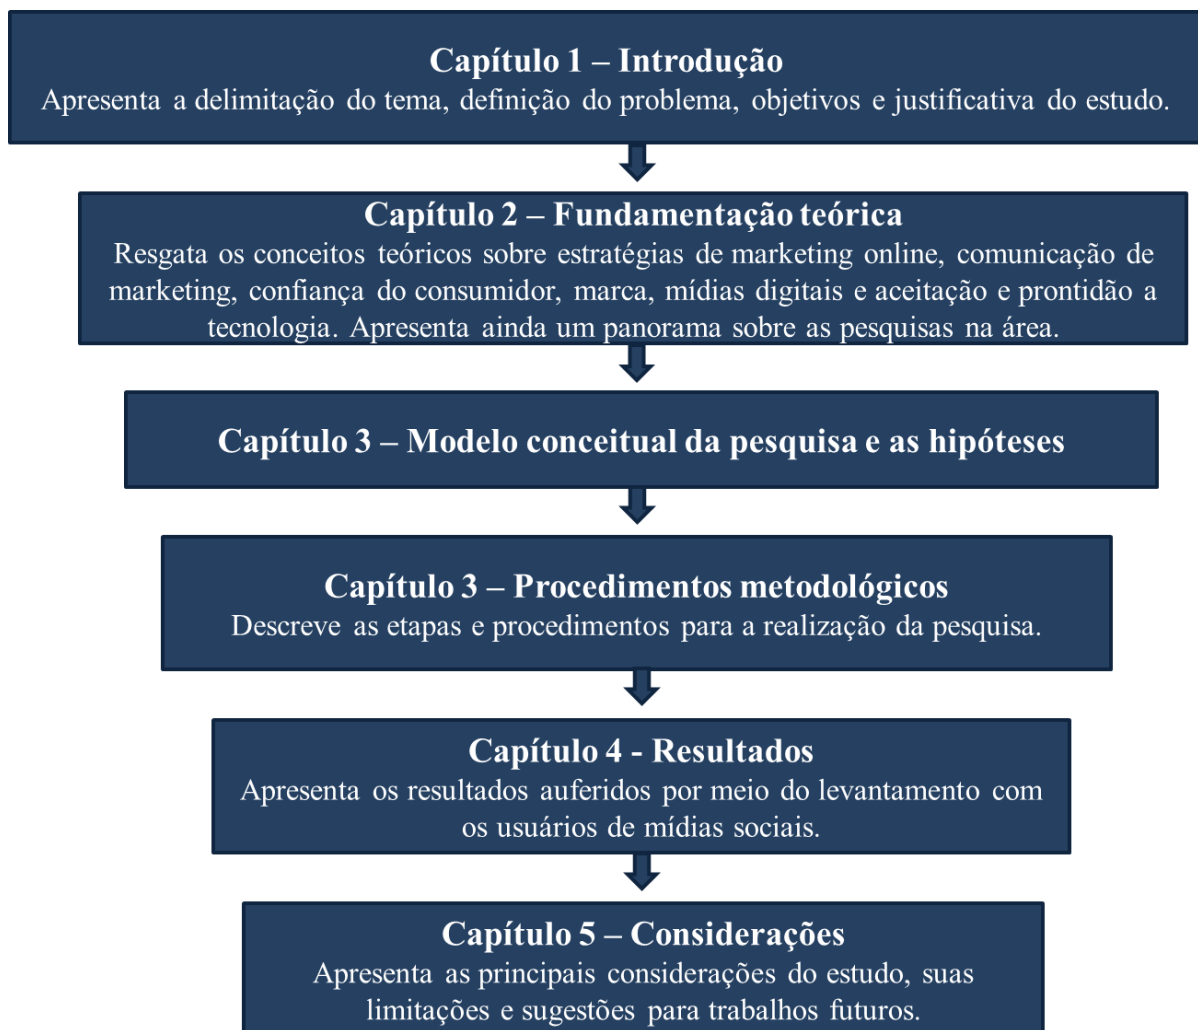 Capítulo 1 – Introdução
Apresenta a delimitação do tema, definição do problema, objetivos e justificativa do estudo.
Capítulo 2 – Fundamentação teórica
Resgata os conceitos teóricos sobre estratégias de marketing online, comunicação de
marketing, confiança do consumidor, marca, mídias digitais e aceitação e prontidão a
tecnologia. Apresenta ainda um panorama sobre as pesquisas na área.
Capítulo 3 – Modelo conceitual da pesquisa e as hipóteses
Capítulo 3 – Procedimentos metodológicos
Descreve as etapas e procedimentos para a realização da pesquisa.
Capítulo 4 - Resultados
Apresenta os resultados auferidos por meio do levantamento com
os usuários de mídias sociais.
Capítulo 5 – Considerações
Apresenta as principais considerações do estudo, suas
limitações e sugestões para trabalhos futuros.